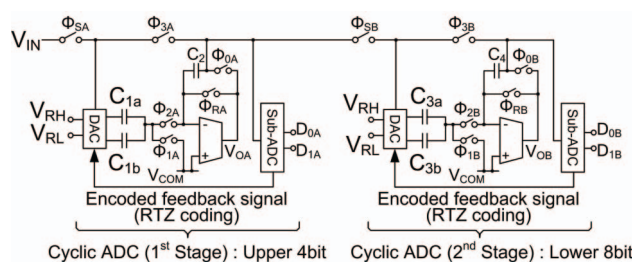 Φ_SA Φ_3A Φ_SB Φ_3B
V_IN
C_2 Φ_0A C_4 Φ_0B
C_1a Φ_2A Φ_RA C_3a Φ_2B Φ_RB
V_RH V_RH
V_RL V_RL
DAC - Sub-ADC D_0A DAC - Sub-ADC D_0B
Φ_1A + V_OA D_1A Φ_1B + V_OB D_1B
C_1b V_COM C_3b V_COM
Encoded feedback signal Encoded feedback signal
(RTZ coding) (RTZ coding)
Cyclic ADC (1st Stage) : Upper 4bit Cyclic ADC (2nd Stage) : Lower 8bit